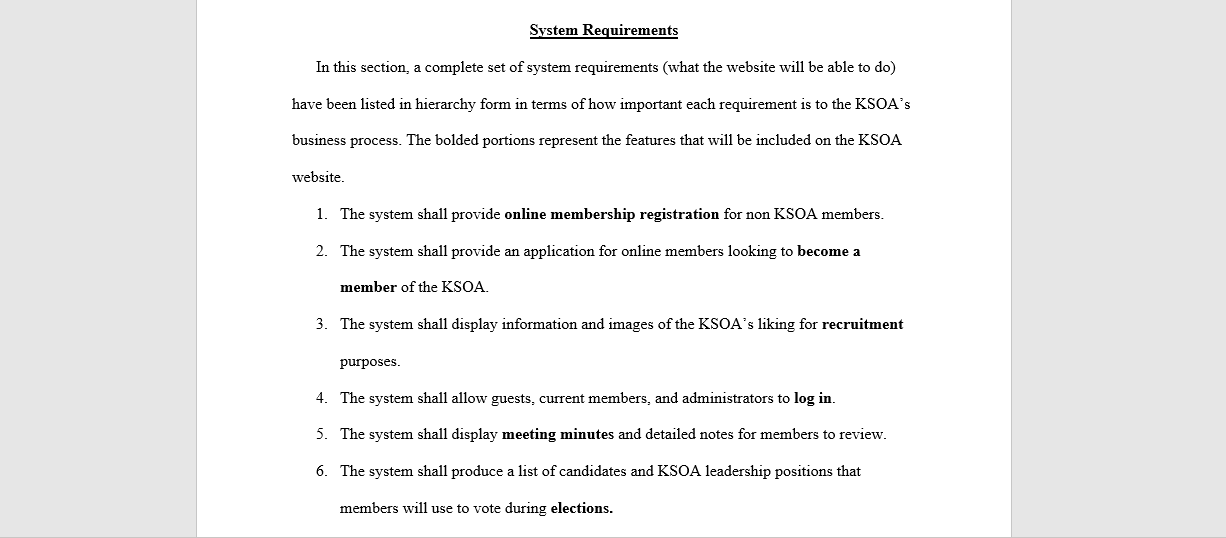 System Requirements
In this section, a complete set of system requirements (what the website will be able to do)
have been listed in hierarchy form in terms of how important each requirement is to the KSOA’s
business process. The bolded portions represent the features that will be included on the KSOA
website.
1. The system shall provide online membership registration for non KSOA members.
2. The system shall provide an application for online members looking to become a
member of the KSOA.
3. The system shall display information and images of the KSOA’s liking for recruitment
purposes.
4. The system shall allow guests, current members, and administrators to log in.
5. The system shall display meeting minutes and detailed notes for members to review.
6. The system shall produce a list of candidates and KSOA leadership positions that
members will use to vote during elections.